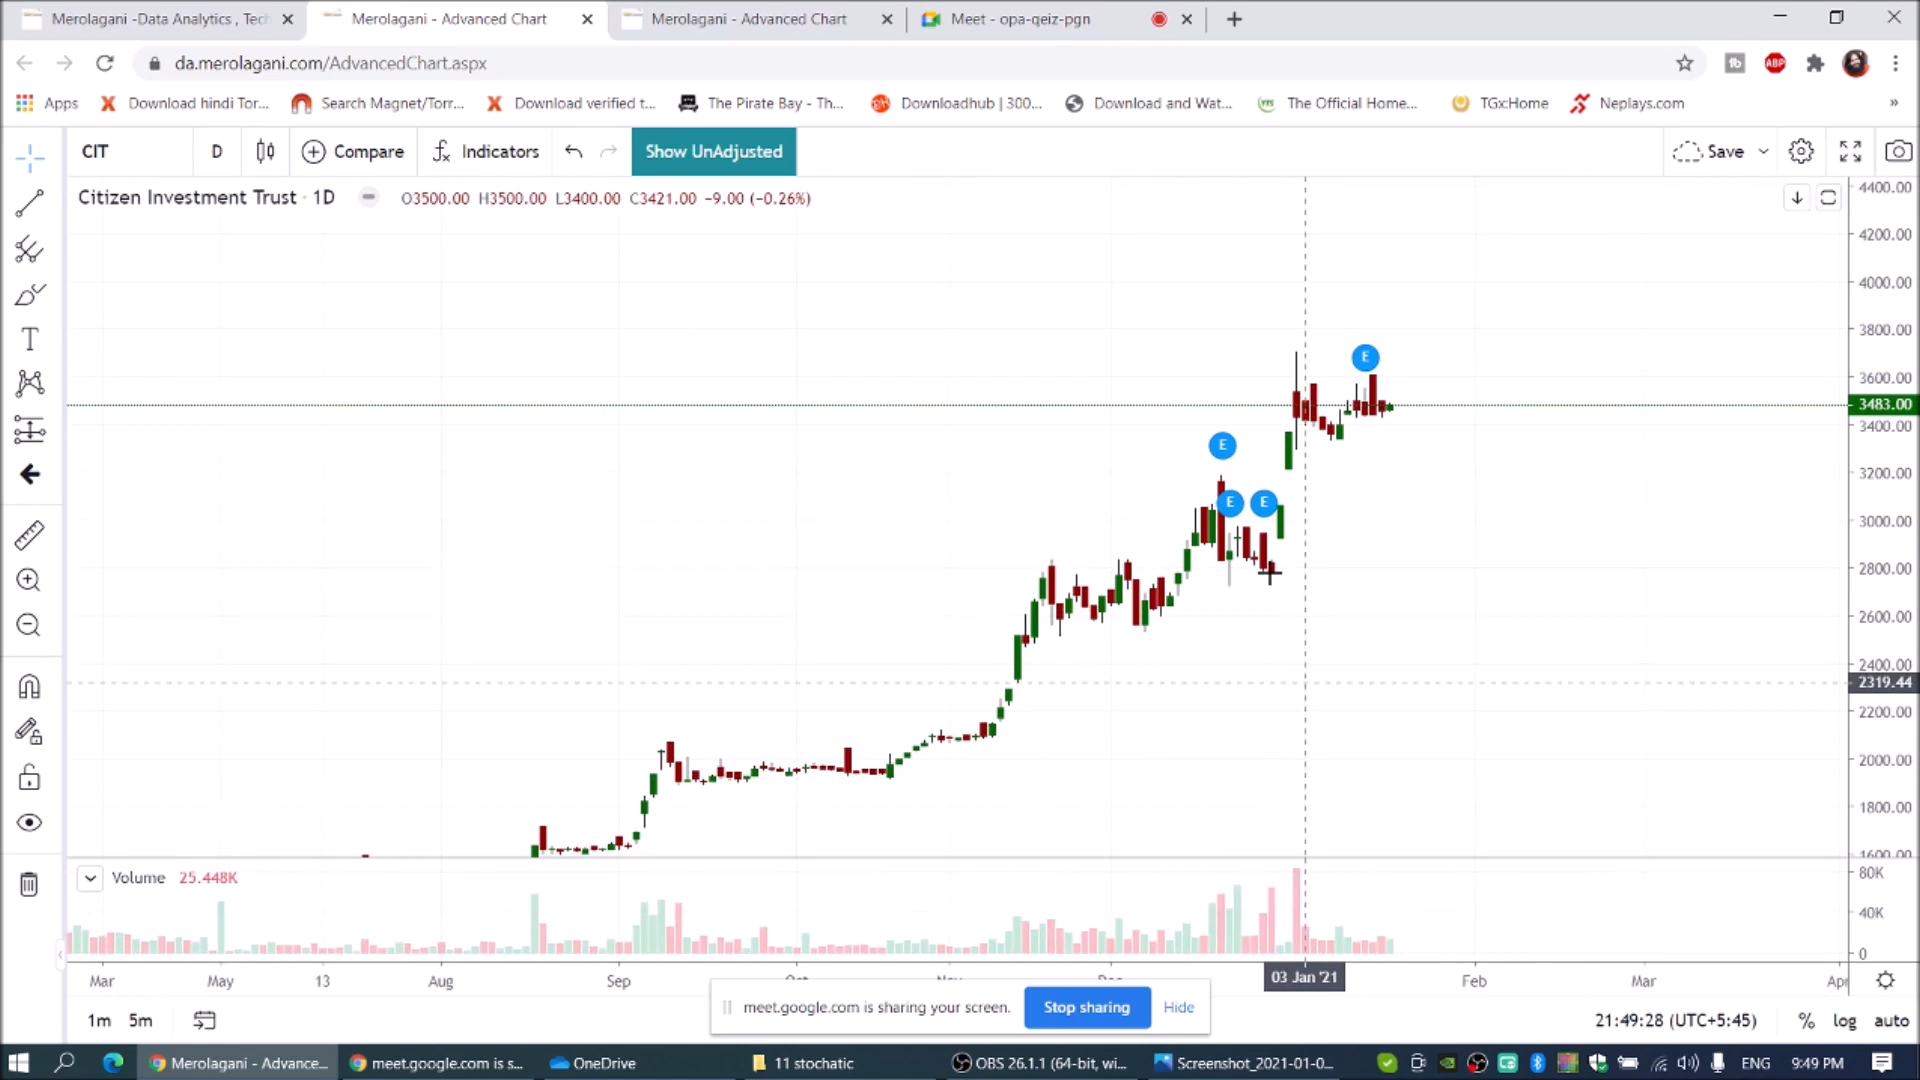 Merolagani -Data Analytics , Tech
Merolagani - Advanced Chart
Merolagani - Advanced Chart
Meet - opa-qeiz-pgn
da.merolagani.com/AdvancedChart.aspx
ABP
Apps
Download hindi Tor...
Search Magnet/Torr...
Download verified t...
The Pirate Bay - Th...
Downloadhub | 300...
Download and Wat...
The Official Home...
TGx:Home
Neplays.com
»
CIT
D
Compare
Indicators
Show UnAdjusted
Save
Citizen Investment Trust · 1D
O3500.00 H3500.00 L3400.00 C3421.00 −9.00 (−0.26%)
4400.00
4200.00
4000.00
3800.00
3600.00
3483.00
3400.00
3200.00
3000.00
2800.00
2600.00
2400.00
2319.44
2200.00
2000.00
1800.00
1600.00
E
E
E
E
Volume 25.448K
80K
40K
0
Mar
May
13
Aug
Sep
Oct
Nov
Dec
03 Jan '21
Feb
Mar
Apr
meet.google.com is sharing your screen.
Stop sharing
Hide
1m 5m
21:49:28 (UTC+5:45)
%
log
auto
Merolagani - Advance...
meet.google.com is s...
OneDrive
11 stochatic
OBS 26.1.1 (64-bit, wi...
Screenshot_2021-01-0...
ENG
9:49 PM